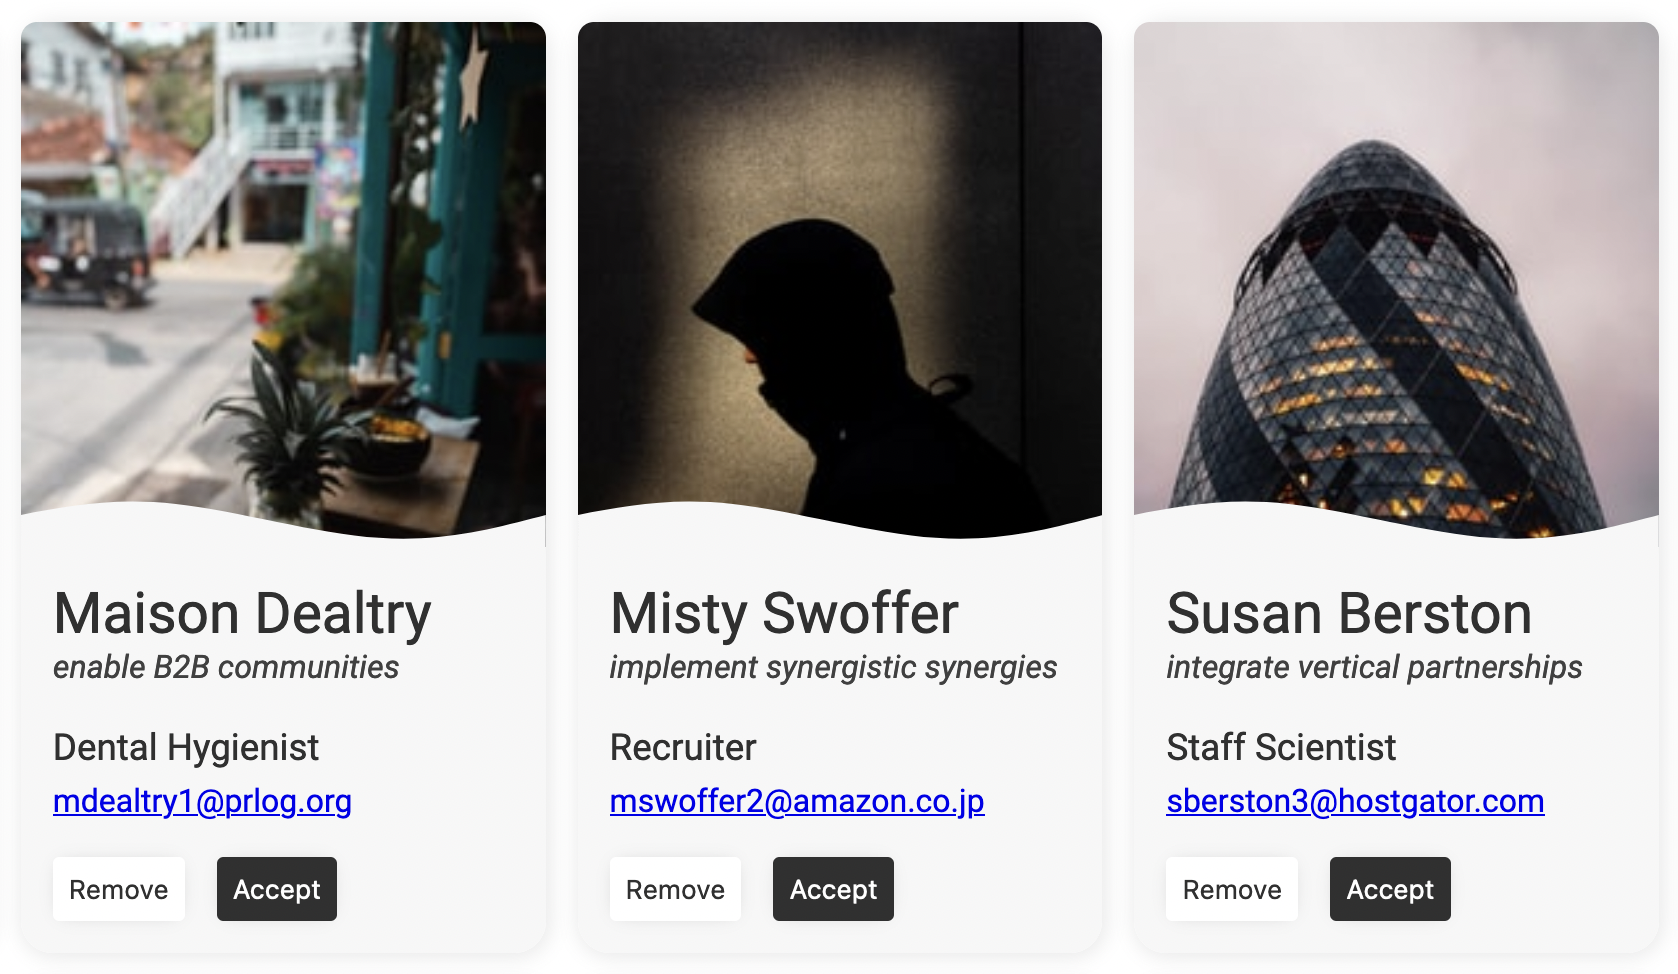 Maison Dealtry
enable B2B communities
Dental Hygienist
mdealtry1@prlog.org
Remove
Accept
Misty Swoffer
implement synergistic synergies
Recruiter
mswoffer2@amazon.co.jp
Remove
Accept
Susan Berston
integrate vertical partnerships
Staff Scientist
sberston3@hostgator.com
Remove
Accept